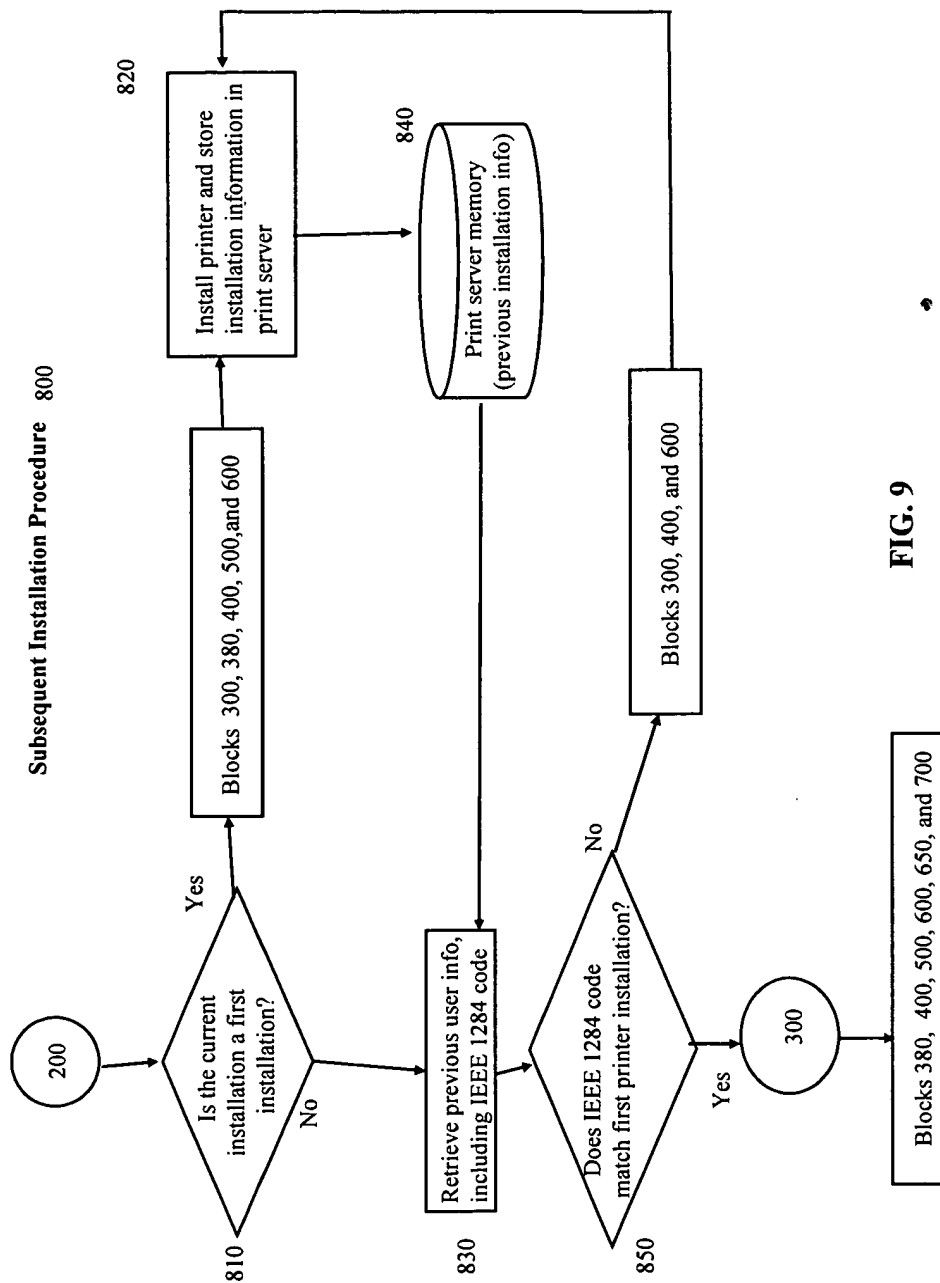 Subsequent Installation Procedure 800
200
Is the current
installation a first
installation?
810
Yes
No
Blocks 300, 380, 400, 500,and 600
820
Install printer and store
installation information in
print server
840
Print server memory
(previous installation info)
830
Retrieve previous user info,
including IEEE 1284 code
850
Does IEEE 1284 code
match first printer installation?
No
Yes
Blocks 300, 400, and 600
300
Blocks 380, 400, 500, 600, 650, and 700
FIG. 9